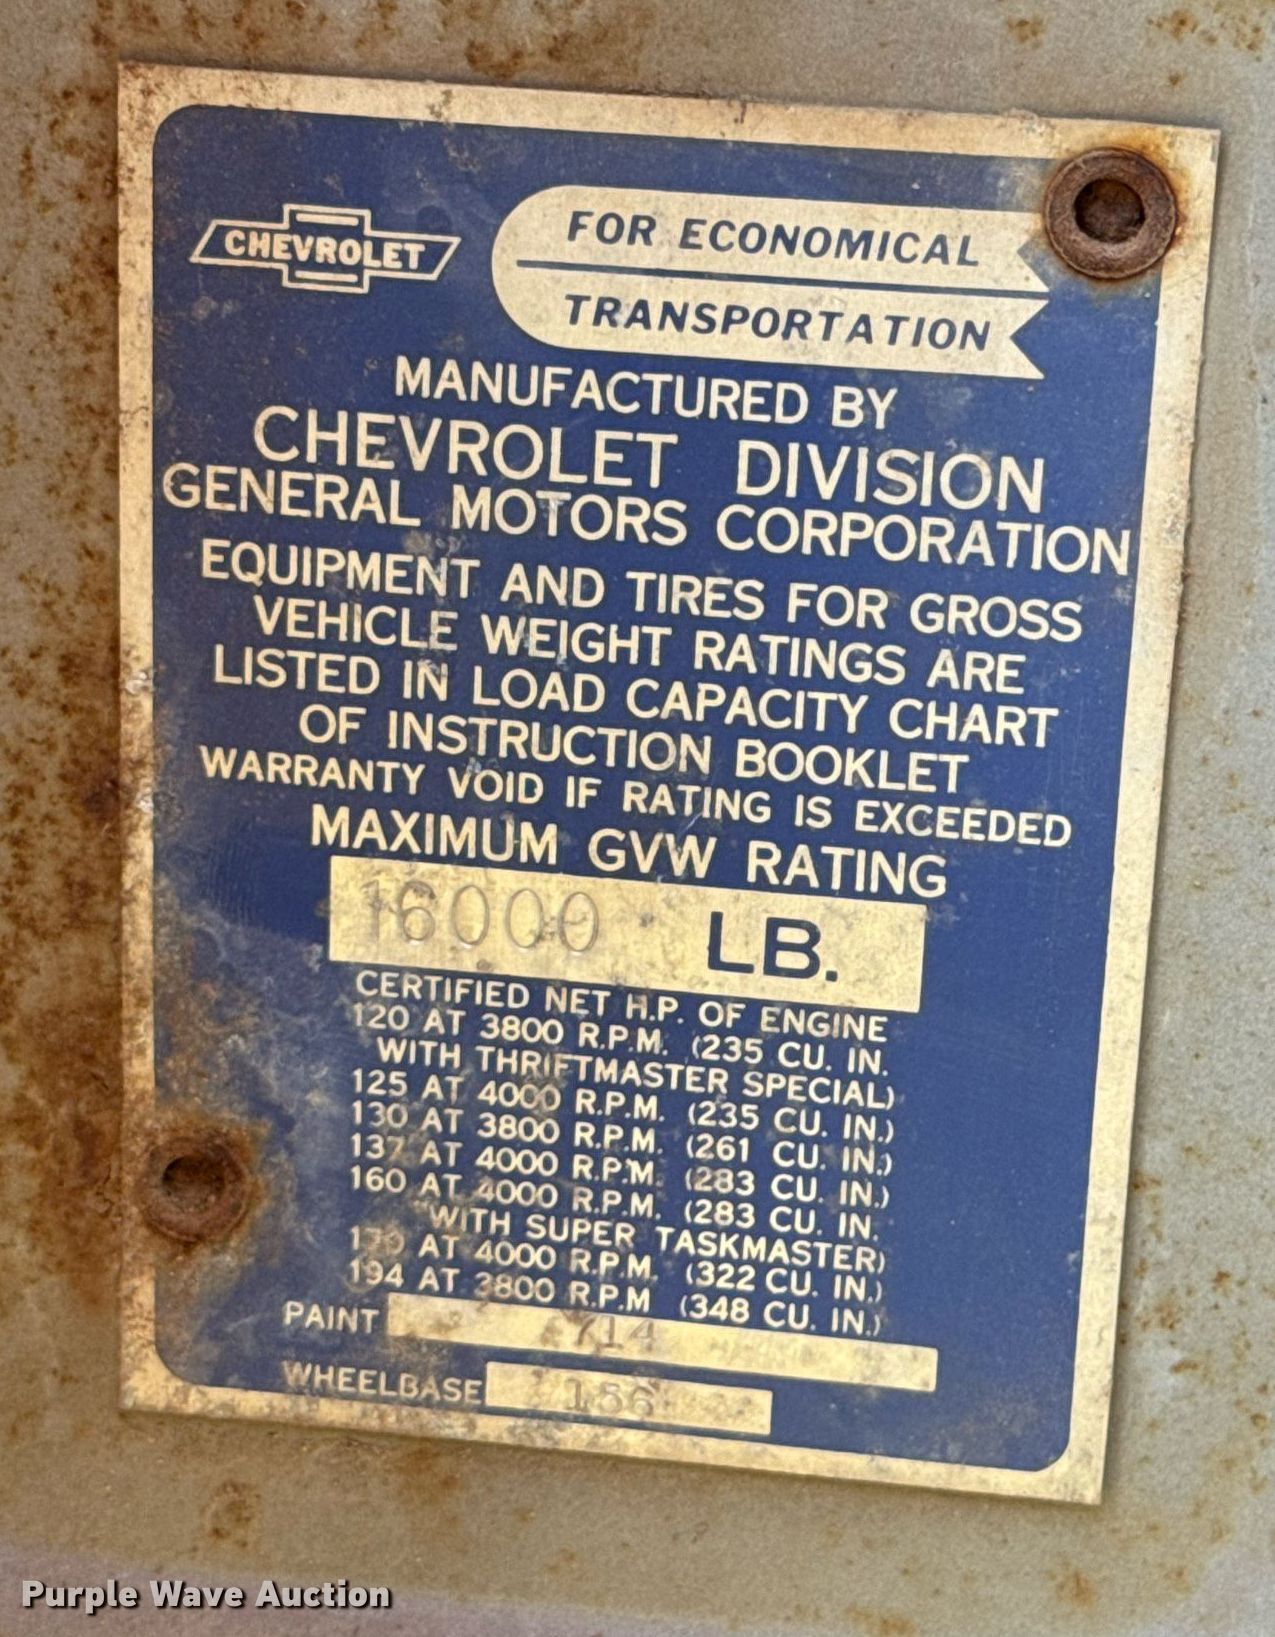 CHEVROLET
FOR ECONOMICAL
TRANSPORTATION
MANUFACTURED BY
CHEVROLET DIVISION
GENERAL MOTORS CORPORATION
EQUIPMENT AND TIRES FOR GROSS
VEHICLE WEIGHT RATINGS ARE
LISTED IN LOAD CAPACITY CHART
OF INSTRUCTION BOOKLET
WARRANTY VOID IF RATING IS EXCEEDED
MAXIMUM GVW RATING
16000 LB.
CERTIFIED NET H.P. OF ENGINE
120 AT 3800 R.P.M. (235 CU. IN.
WITH THRIFTMASTER SPECIAL)
125 AT 4000 R.P.M. (235 CU. IN.)
130 AT 3800 R.P.M. (261 CU. IN.)
137 AT 4000 R.P.M. (283 CU. IN.)
160 AT 4000 R.P.M. (283 CU. IN.
WITH SUPER TASKMASTER)
AT 4000 R.P.M. (322 CU. IN.)
194 AT 3800 R.P.M (348 CU. IN.)
PAINT 714
WHEELBASE
Purple Wave Auction